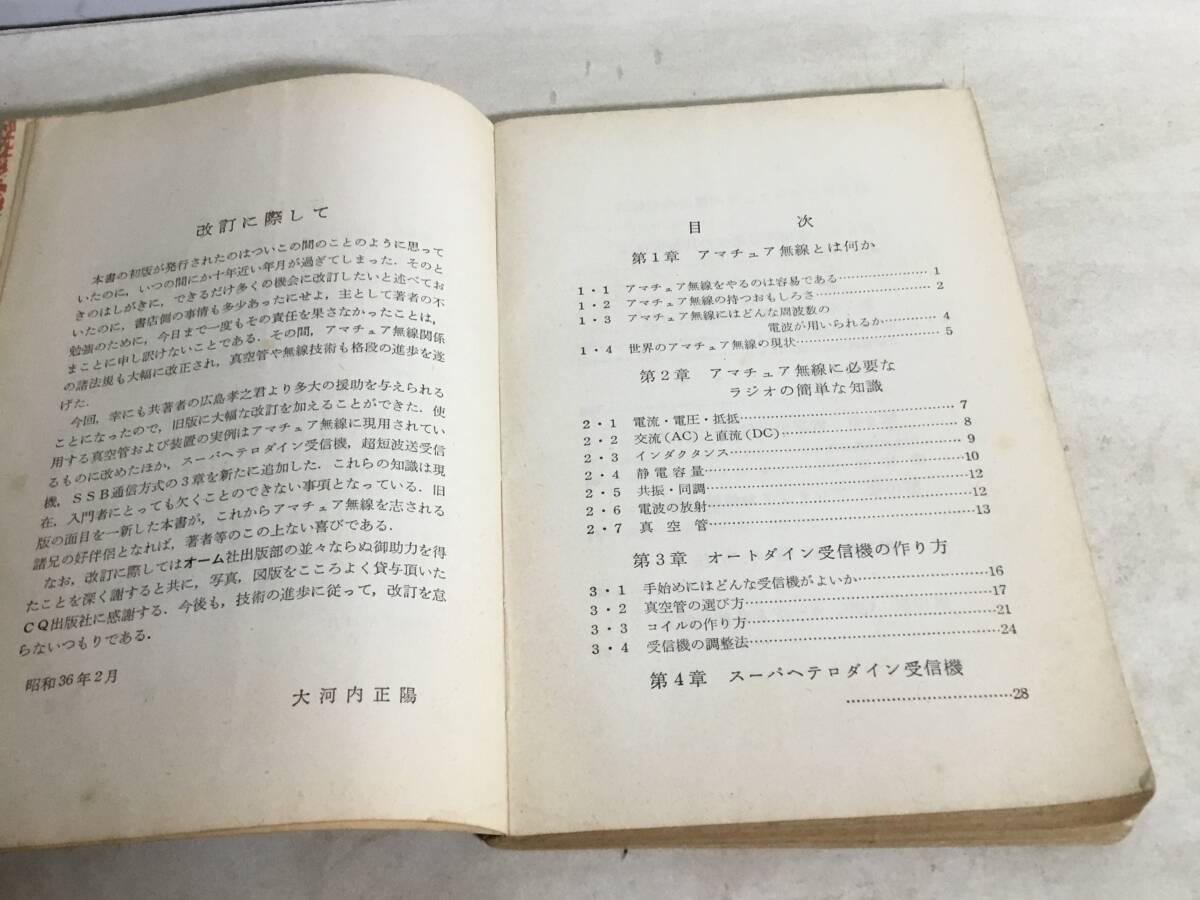 改訂に際して
本書の初版が発行されたのはついこの間のことのように思って
いたのに，いつの間にか十年近い年月が過ぎてしまった．そのと
きのはしがきに，できるだけ多くの機会に改訂したいと述べてお
いたのに，書店側の事情も多少あったにせよ，主として著者の不
勉強のために，今日まで一度もその責任を果さなかったことは，
まことに申し訳けないことである．その間，アマチュア無線関係
の諸法規も大幅に改正され，真空管や無線技術も格段の進歩を遂
げた．
今回，幸にも共著者の広島孝之君より多大の援助を与えられる
ことになったので，旧版に大幅な改訂を加えることができた．使
用する真空管および装置の実例はアマチュア無線に現用されてい
るものに改めたほか，スーパヘテロダイン受信機，超短波送受信
機，ＳＳＢ通信方式の３章を新たに追加した．これらの知識は現
在，入門者にとっても欠くことのできない事項となっている．旧
版の面目を一新した本書が，これからアマチュア無線を志される
諸兄の好伴侶となれば，著者等のこの上ない喜びである．
なお，改訂に際してはオーム社出版部の並々ならぬ御助力を得
たことを深く謝すると共に，写真，図版をこころよく貸与頂いた
ＣＱ出版社に感謝する．今後も，技術の進歩に従って，改訂を怠
らないつもりである．
昭和36年2月
大河内正陽
目　次
第１章　アマチュア無線とは何か
1・1　アマチュア無線をやるのは容易である……………………1
1・2　アマチュア無線の持つおもしろさ…………………………2
1・3　アマチュア無線にはどんな周波数の
電波が用いられるか…………4
1・4　世界のアマチュア無線の現状………………………………5
第２章　アマチュア無線に必要な
ラジオの簡単な知識
2・1　電流・電圧・抵抵……………………………………………7
2・2　交流(AC)と直流(DC)………………………………………8
2・3　インダクタンス………………………………………………9
2・4　静電容量………………………………………………………10
2・5　共振・同調……………………………………………………12
2・6　電波の放射……………………………………………………12
2・7　真空管…………………………………………………………13
第３章　オートダイン受信機の作り方
3・1　手始めにはどんな受信機がよいか…………………………16
3・2　真空管の選び方………………………………………………17
3・3　コイルの作り方………………………………………………21
3・4　受信機の調整法………………………………………………24
第４章　スーパヘテロダイン受信機
………………………………28